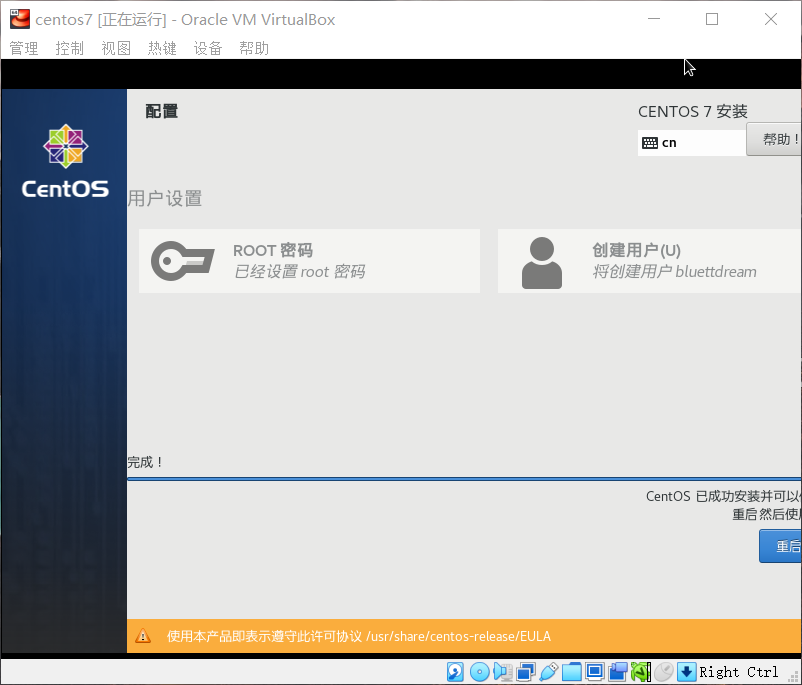 centos7 [正在运行] - Oracle VM VirtualBox
管理 控制 视图 热键 设备 帮助
配置
CENTOS 7 安装
cn
帮助！
CentOS
用户设置
ROOT 密码
已经设置 root 密码
创建用户(U)
将创建用户 bluettdream
完成！
CentOS 已成功安装并可以
重启然后使
重启
使用本产品即表示遵守此许可协议 /usr/share/centos-release/EULA
Right Ctrl